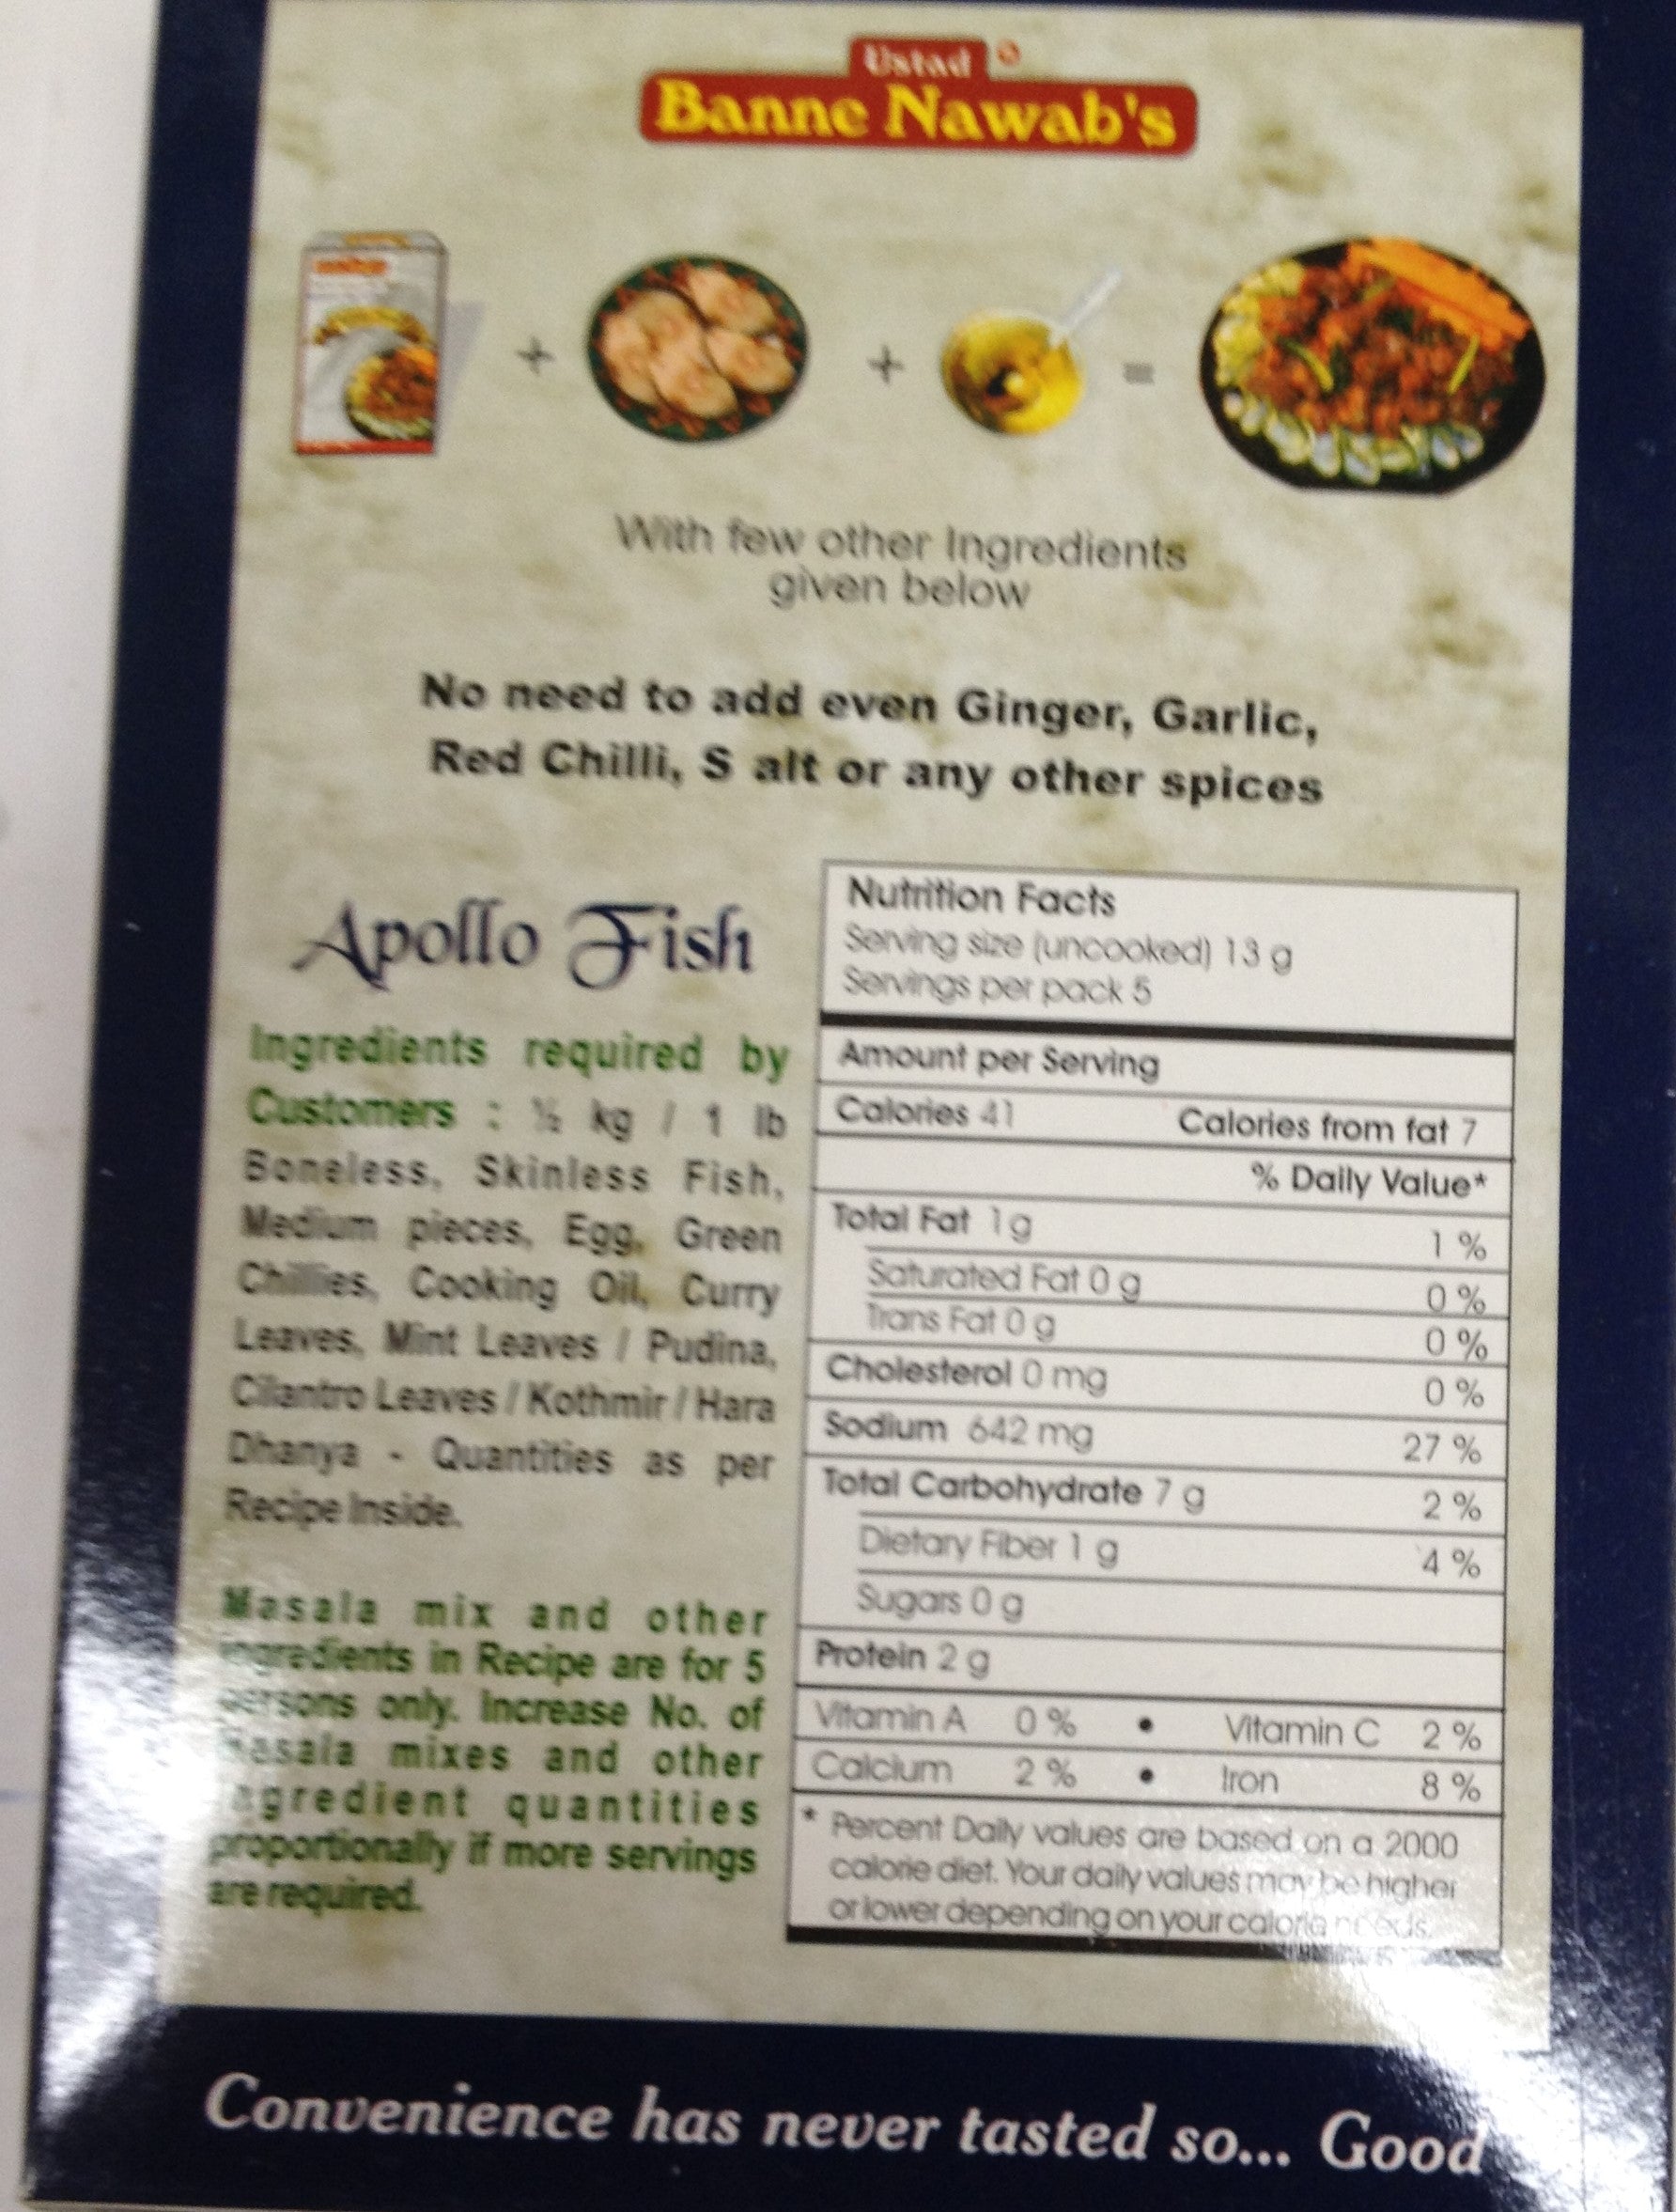 Ustad
Banne Nawab's
+ + =
With few other Ingredients
given below
No need to add even Ginger, Garlic,
Red Chilli, S alt or any other spices
Apollo Fish
Ingredients required by
Customers : ½ kg / 1 lb
Boneless, Skinless Fish,
Medium pieces, Egg, Green
Chillies, Cooking Oil, Curry
Leaves, Mint Leaves / Pudina,
Cilantro Leaves / Kothmir / Hara
Dhanya - Quantities as per
Recipe Inside.
Masala mix and other
ingredients in Recipe are for 5
persons only. Increase No. of
Masala mixes and other
ingredient quantities
proportionally if more servings
are required.
Nutrition Facts
Serving size (uncooked) 13 g
Servings per pack 5
Amount per Serving
Calories 41 Calories from fat 7
% Daily Value*
Total Fat 1g 1 %
Saturated Fat 0 g 0 %
Trans Fat 0 g 0 %
Cholesterol 0 mg 0 %
Sodium 642 mg 27 %
Total Carbohydrate 7 g 2 %
Dietary Fiber 1 g 4 %
Sugars 0 g
Protein 2 g
Vitamin A 0 % • Vitamin C 2 %
Calcium 2 % • Iron 8 %
* Percent Daily values are based on a 2000
calorie diet. Your daily values may be higher
or lower depending on your calorie needs.
Convenience has never tasted so... Good